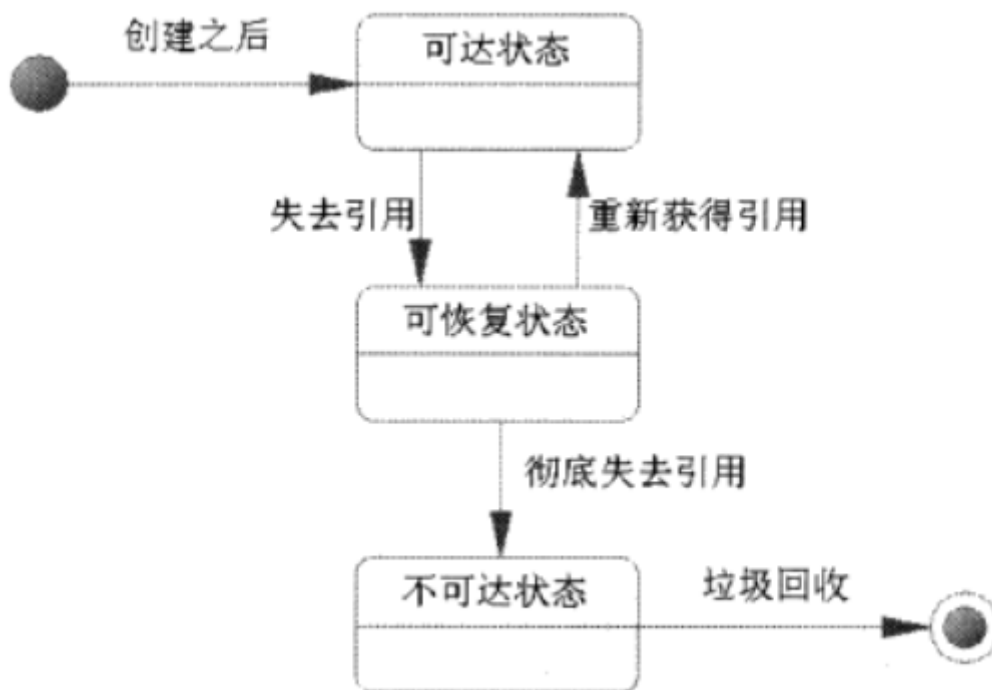 创建之后
可达状态
失去引用
重新获得引用
可恢复状态
彻底失去引用
不可达状态
垃圾回收